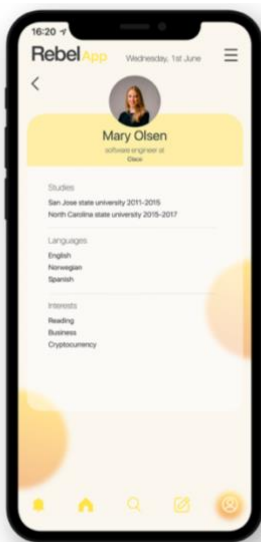 16:20
RebelApp
Wednesday, 1st June
Mary Olsen
software engineer at
Cisco
Studies
San Jose state university 2011-2015
North Carolina state university 2015-2017
Languages
English
Norwegian
Spanish
Interests
Reading
Business
Cryptocurrency